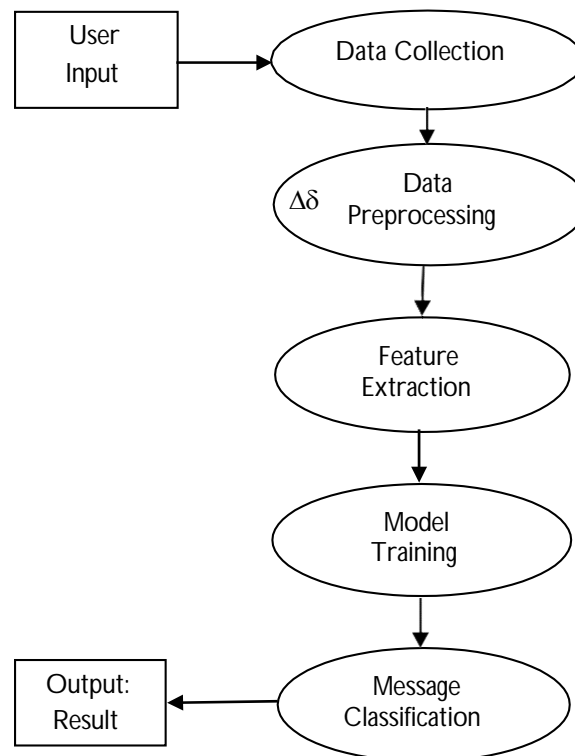 User
Input
Data Collection
Data
Δδ
Preprocessing
Feature
Extraction
Model
Training
Output:
Result
Message
Classification